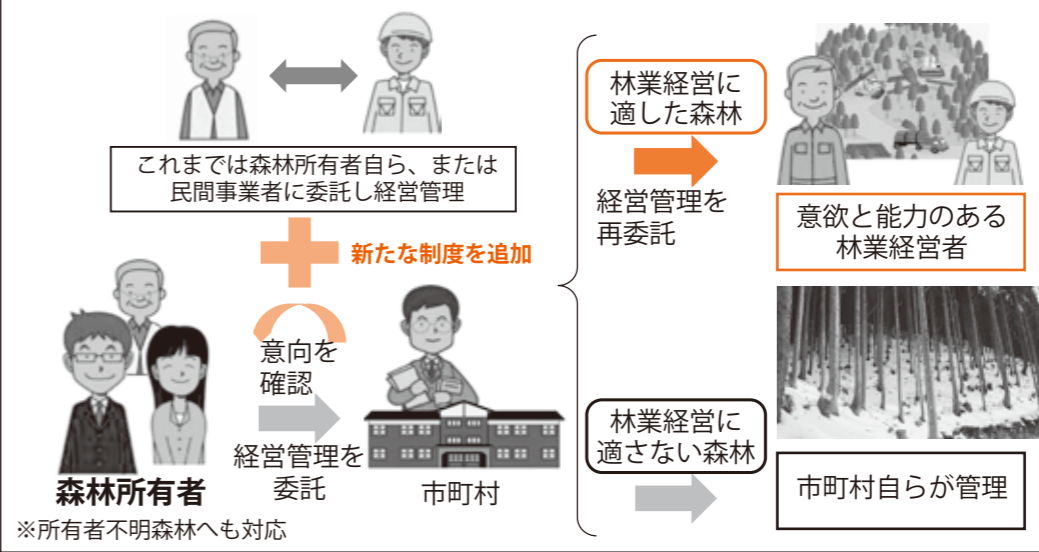 これまでは森林所有者自ら、または
民間事業者に委託し経営管理
新たな制度を追加
意向を
確認
経営管理を
委託
森林所有者
市町村
※所有者不明森林へも対応
林業経営に
適した森林
経営管理を
再委託
意欲と能力のある
林業経営者
林業経営に
適さない森林
市町村自らが管理